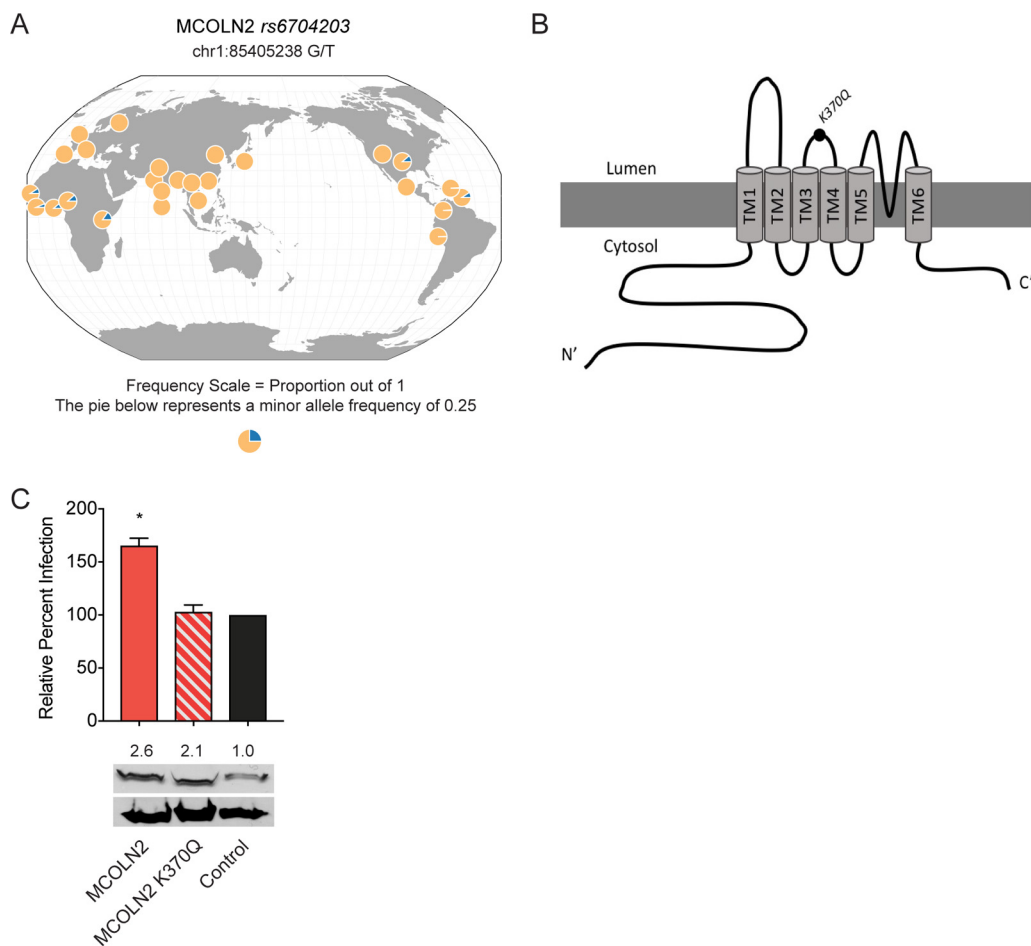 A
MCOLN2 rs6704203
chr1:85405238 G/T
Frequency Scale = Proportion out of 1
The pie below represents a minor allele frequency of 0.25
B
K370Q
Lumen
TM1
TM2
TM3
TM4
TM5
TM6
Cytosol
C'
N'
C
Relative Percent Infection
200
150
100
50
0
*
2.6 2.1 1.0
MCOLN2
MCOLN2 K370Q
Control